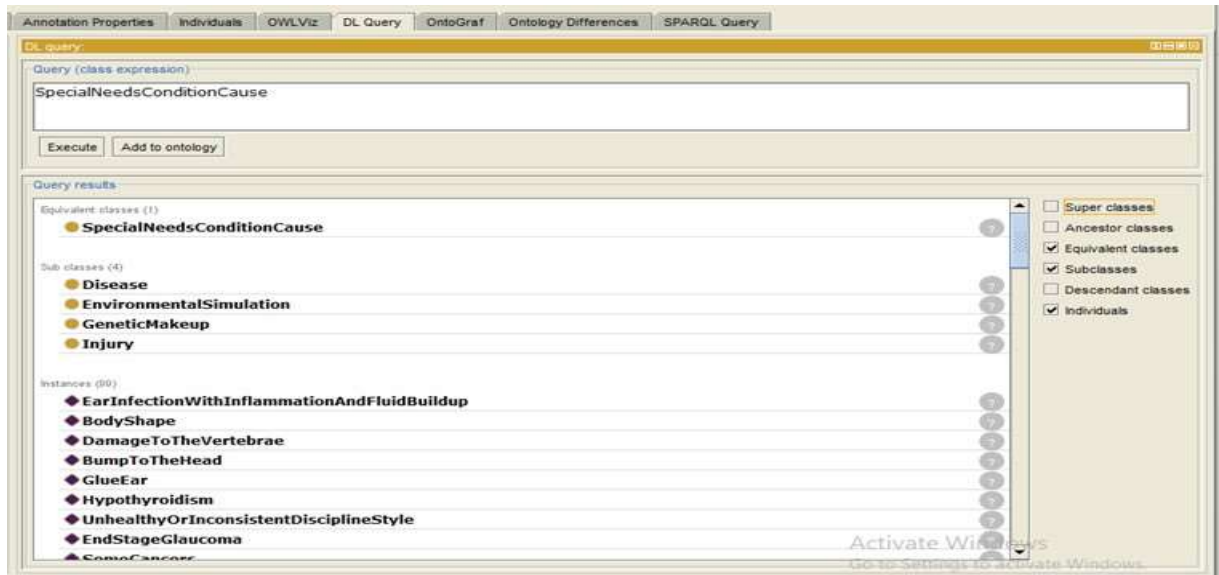 Annotation Properties Individuals OWLViz DL Query OntoGraf Ontology Differences SPARQL Query
DL query:
Query (class expression)
SpecialNeedsConditionCause
Execute Add to ontology
Query results
Equivalent classes (1)
SpecialNeedsConditionCause
Sub classes (4)
Disease
EnvironmentalSimulation
GeneticMakeup
Injury
Instances (99)
EarInfectionWithInflammationAndFluidBuildup
BodyShape
DamageToTheVertebrae
BumpToTheHead
GlueEar
Hypothyroidism
UnhealthyOrInconsistentDisciplineStyle
EndStageGlaucoma
SomeCancers
Super classes
Ancestor classes
Equivalent classes
Subclasses
Descendant classes
Individuals
Activate Windows
Go to Settings to activate Windows.